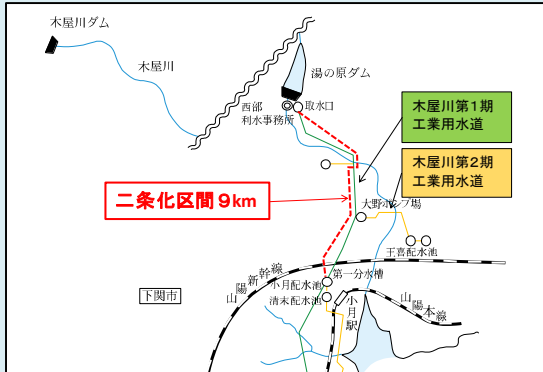 木屋川ダム
木屋川
湯の原ダム
西部
利水事務所
取水口
木屋川第1期
工業用水道
木屋川第2期
工業用水道
二条化区間9km
大野ポンプ場
王喜配水池
山陽新幹線
第一分水槽
小月配水池
清末配水池
下関市
小月駅
山陽本線